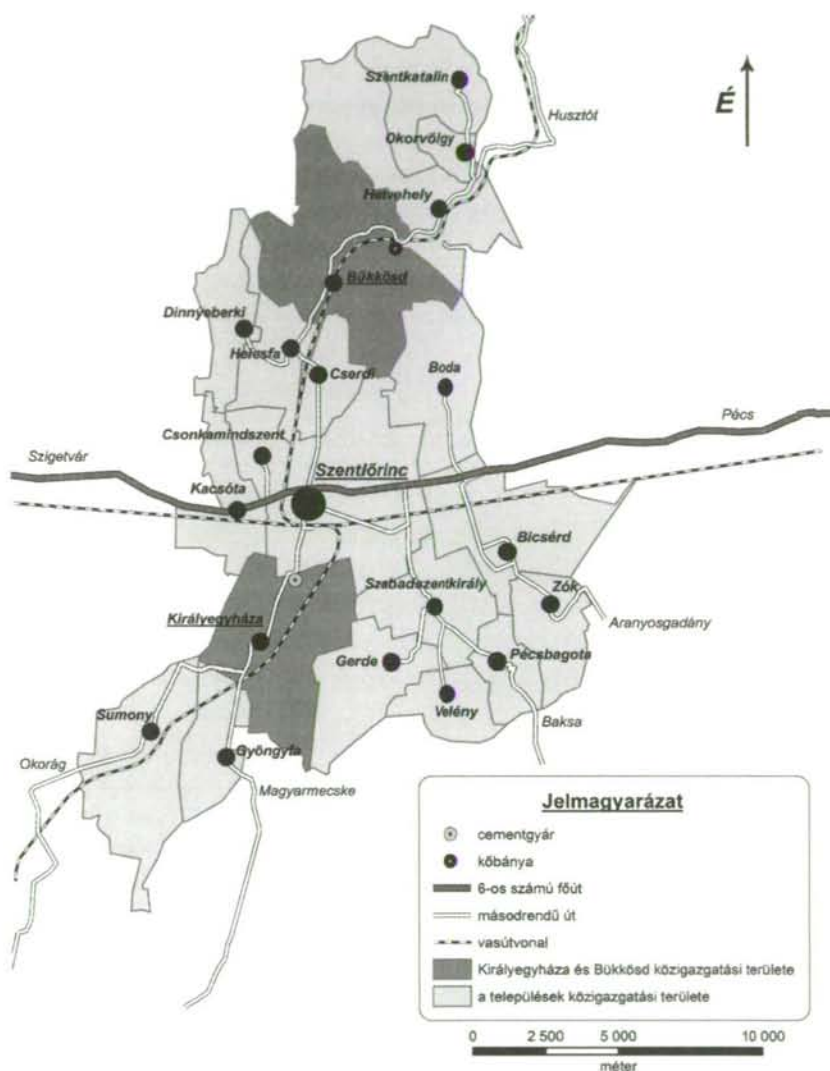 Szentkatalin
É
Husztót
Okorvölgy
Hetvehely
Bükkösd
Dinnyeberki
Helesfa
Cserdi
Boda
Pécs
Csonkamindszent
Szigetvár
Szentlőrinc
Kacsóta
Bicsérd
Szabadszentkirály
Zók
Királyegyháza
Aranyosgadány
Gerde
Pécsbagota
Velény
Sumony
Baksa
Gyöngyfa
Okorág
Magyarmecske
Jelmagyarázat
cementgyár
kőbánya
6-os számú főút
másodrendű út
vasútvonal
Királyegyháza és Bükkösd közigazgatási területe
a települések közigazgatási területe
0 2 500 5 000 10 000
méter